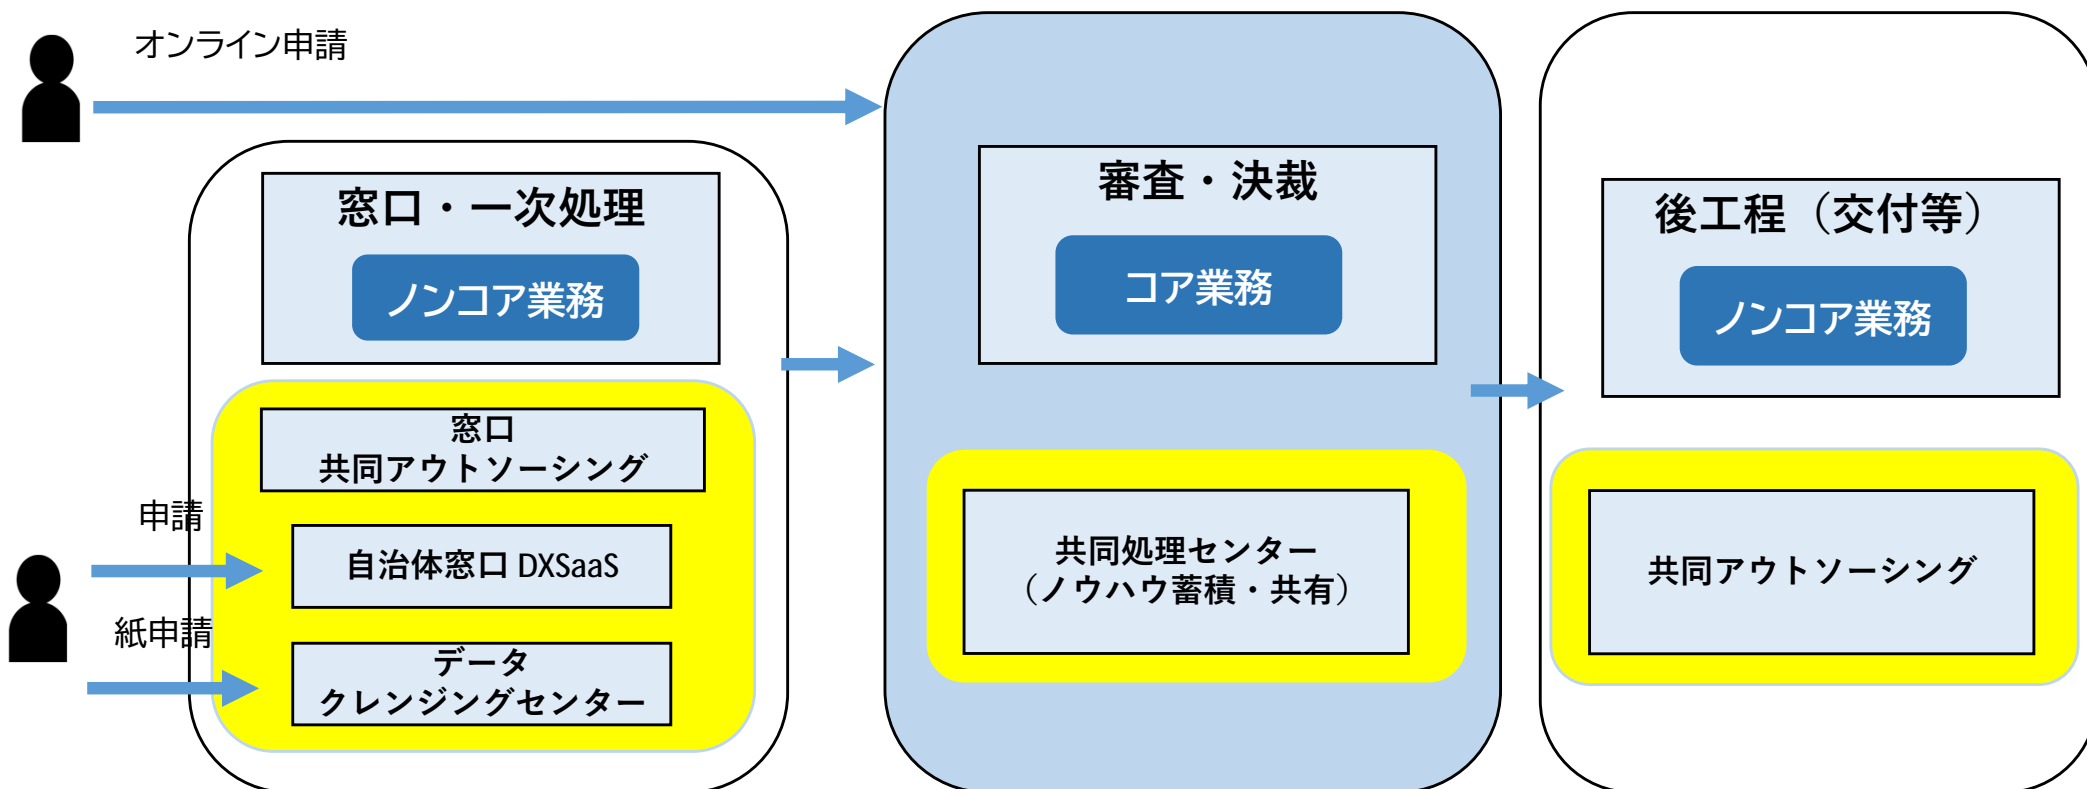 オンライン申請
窓口・一次処理
ノンコア業務
窓口
共同アウトソーシング
申請
自治体窓口 DXSaaS
紙申請
データ
クレンジングセンター
審査・決裁
コア業務
共同処理センター
（ノウハウ蓄積・共有）
後工程（交付等）
ノンコア業務
共同アウトソーシング